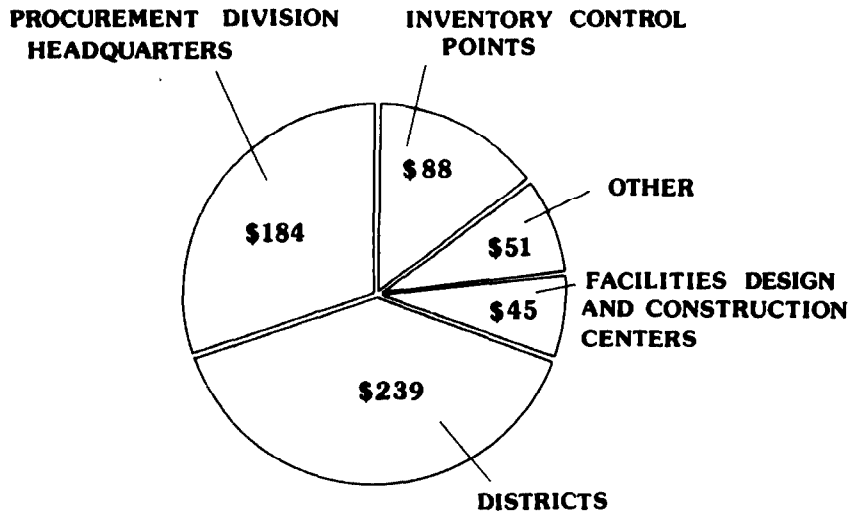 PROCUREMENT DIVISION
HEADQUARTERS
INVENTORY CONTROL
POINTS
$88
OTHER
$184
$51
FACILITIES DESIGN
AND CONSTRUCTION
CENTERS
$45
$239
DISTRICTS